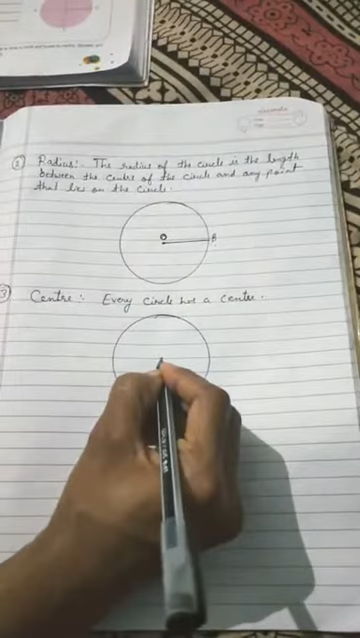 ② Radius:- The radius of the circle is the length
between the centre of the circle and any point
that lies on the circle.
O
③ Centre:- Every circle has a centre.